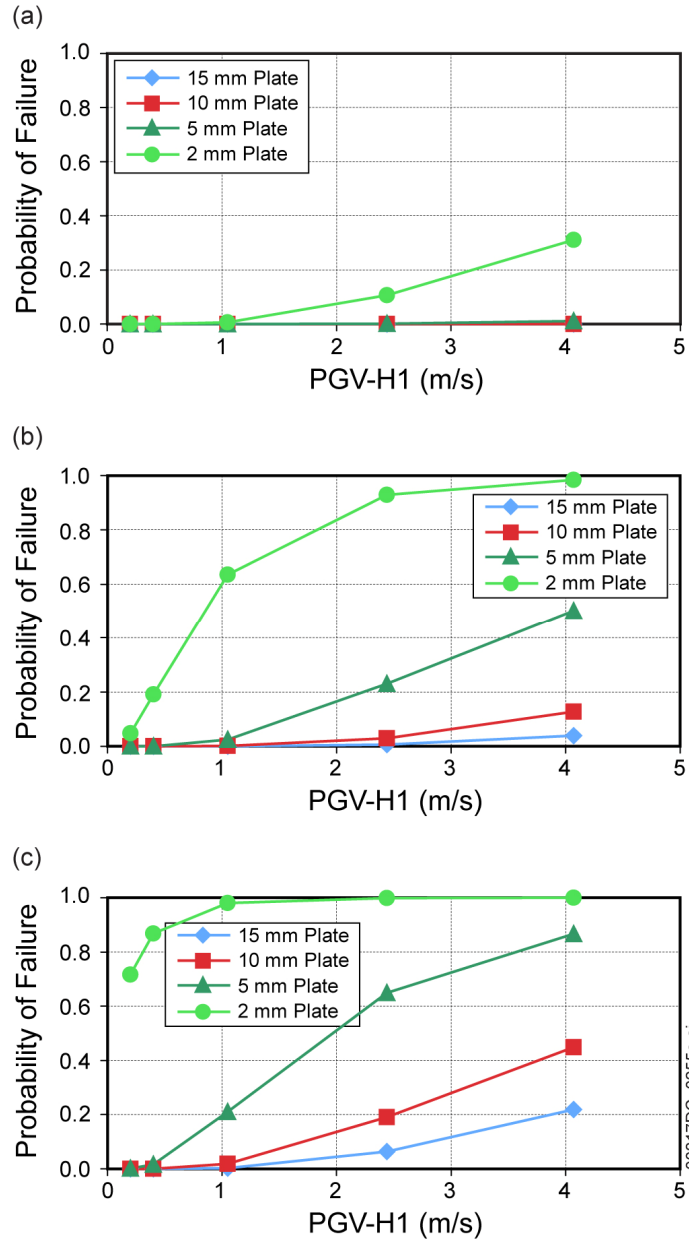 (a)
Probability of Failure
1.0
0.8
0.6
0.4
0.2
0.0
15 mm Plate
10 mm Plate
5 mm Plate
2 mm Plate
0 1 2 3 4 5
PGV-H1 (m/s)
(b)
Probability of Failure
1.0
0.8
0.6
0.4
0.2
0.0
15 mm Plate
10 mm Plate
5 mm Plate
2 mm Plate
0 1 2 3 4 5
PGV-H1 (m/s)
(c)
Probability of Failure
1.0
0.8
0.6
0.4
0.2
0.0
15 mm Plate
10 mm Plate
5 mm Plate
2 mm Plate
0 1 2 3 4 5
PGV-H1 (m/s)